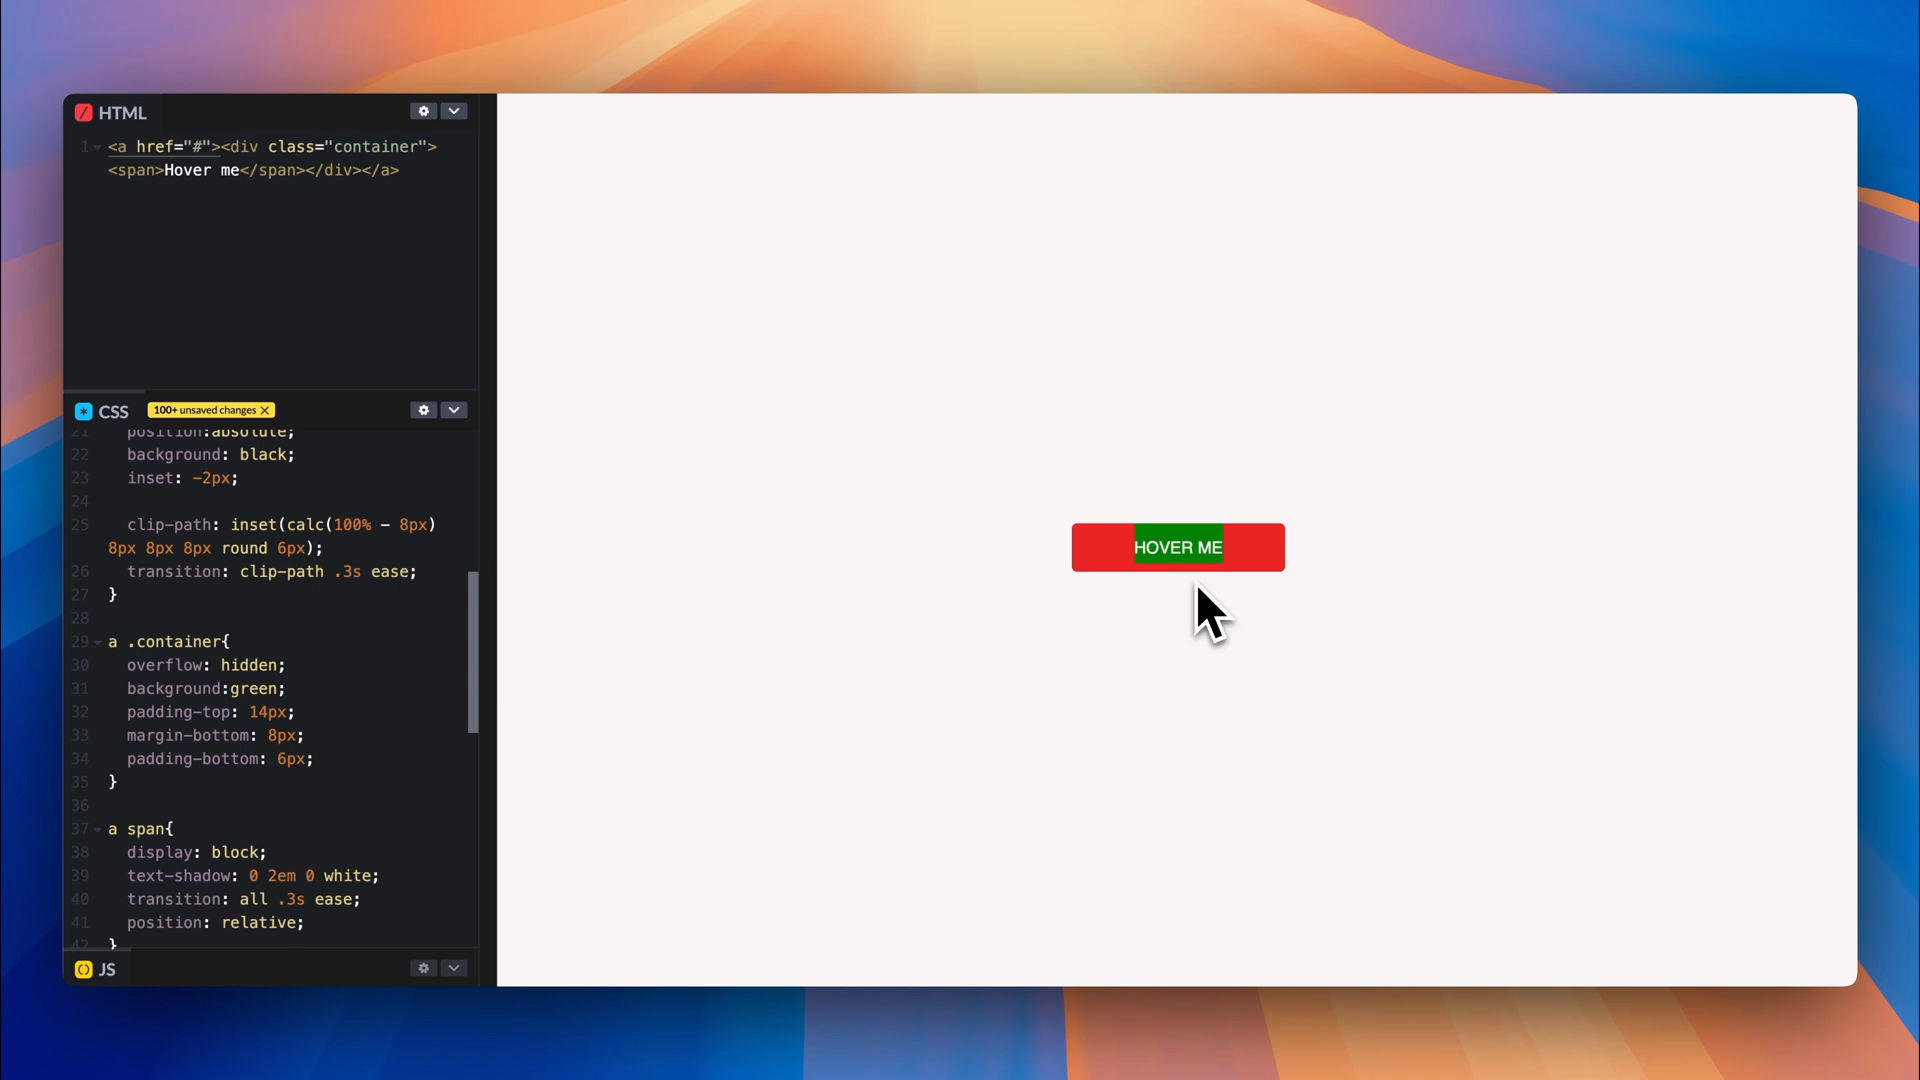 HTML
1 <a href="#"><div class="container">
<span>Hover me</span></div></a>
CSS 100+ unsaved changes X
21 position:absolute;
22 background: black;
23 inset: -2px;
24
25 clip-path: inset(calc(100% - 8px)
8px 8px 8px round 6px);
26 transition: clip-path .3s ease;
27 }
28
29 a .container{
30 overflow: hidden;
31 background:green;
32 padding-top: 14px;
33 margin-bottom: 8px;
34 padding-bottom: 6px;
35 }
36
37 a span{
38 display: block;
39 text-shadow: 0 2em 0 white;
40 transition: all .3s ease;
41 position: relative;
42 }
JS
HOVER ME